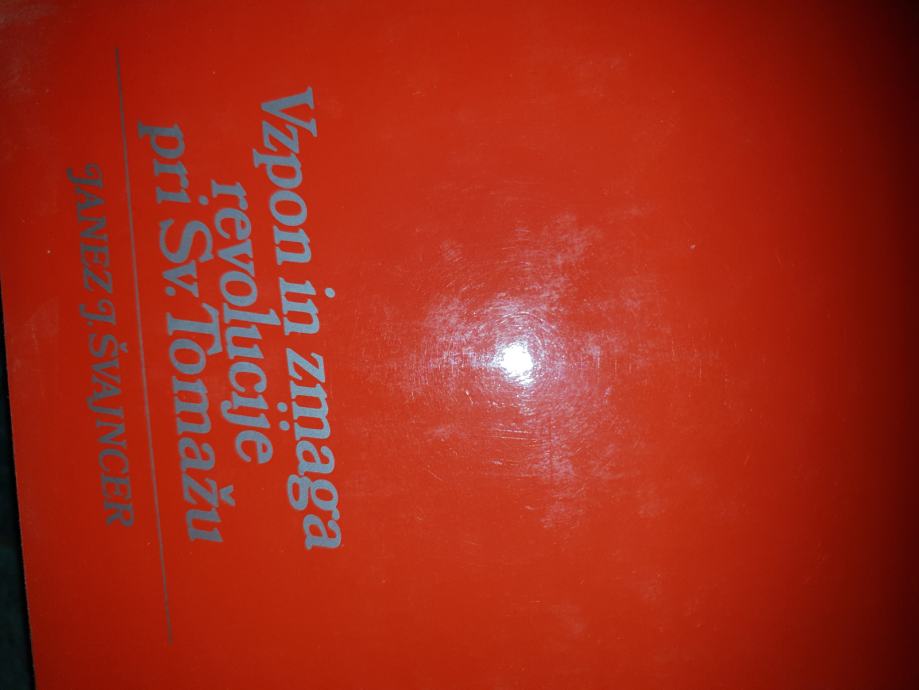 Vzpon in zmaga
revolucije
pri Sv. Tomažu
JANEZ J. ŠVAJNCER